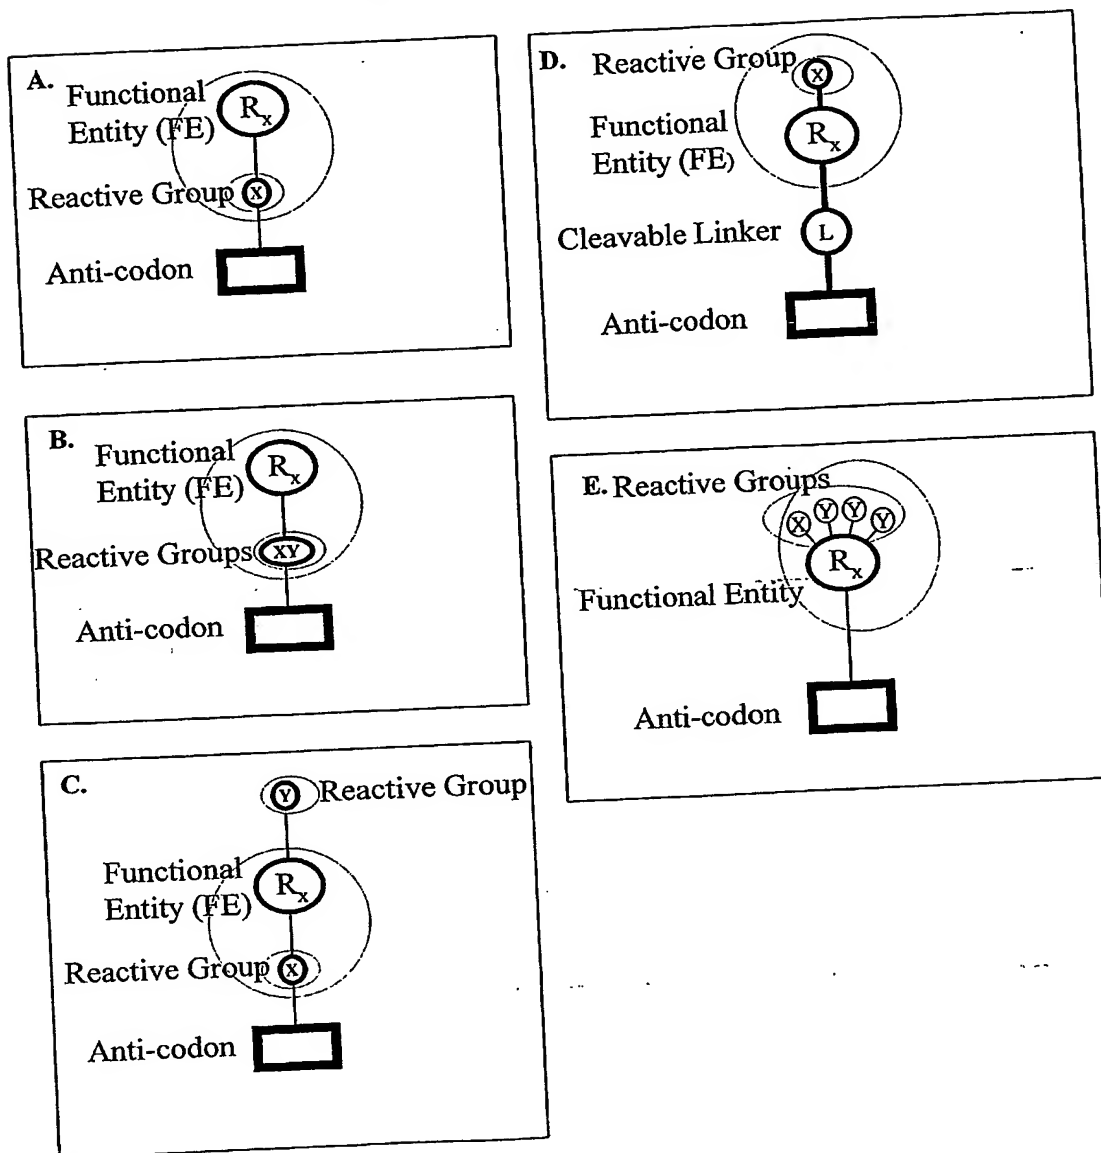 A.
Functional
Entity (FE)
Rx
Reactive Group
X
Anti-codon
B.
Functional
Entity (FE)
Rx
Reactive Groups
XY
Anti-codon
C.
Y
Reactive Group
Functional
Entity (FE)
Rx
Reactive Group
X
Anti-codon
D.
Reactive Group
X
Functional
Entity (FE)
Rx
Cleavable Linker
L
Anti-codon
E. Reactive Groups
X Y Y Y
Rx
Functional Entity
Anti-codon